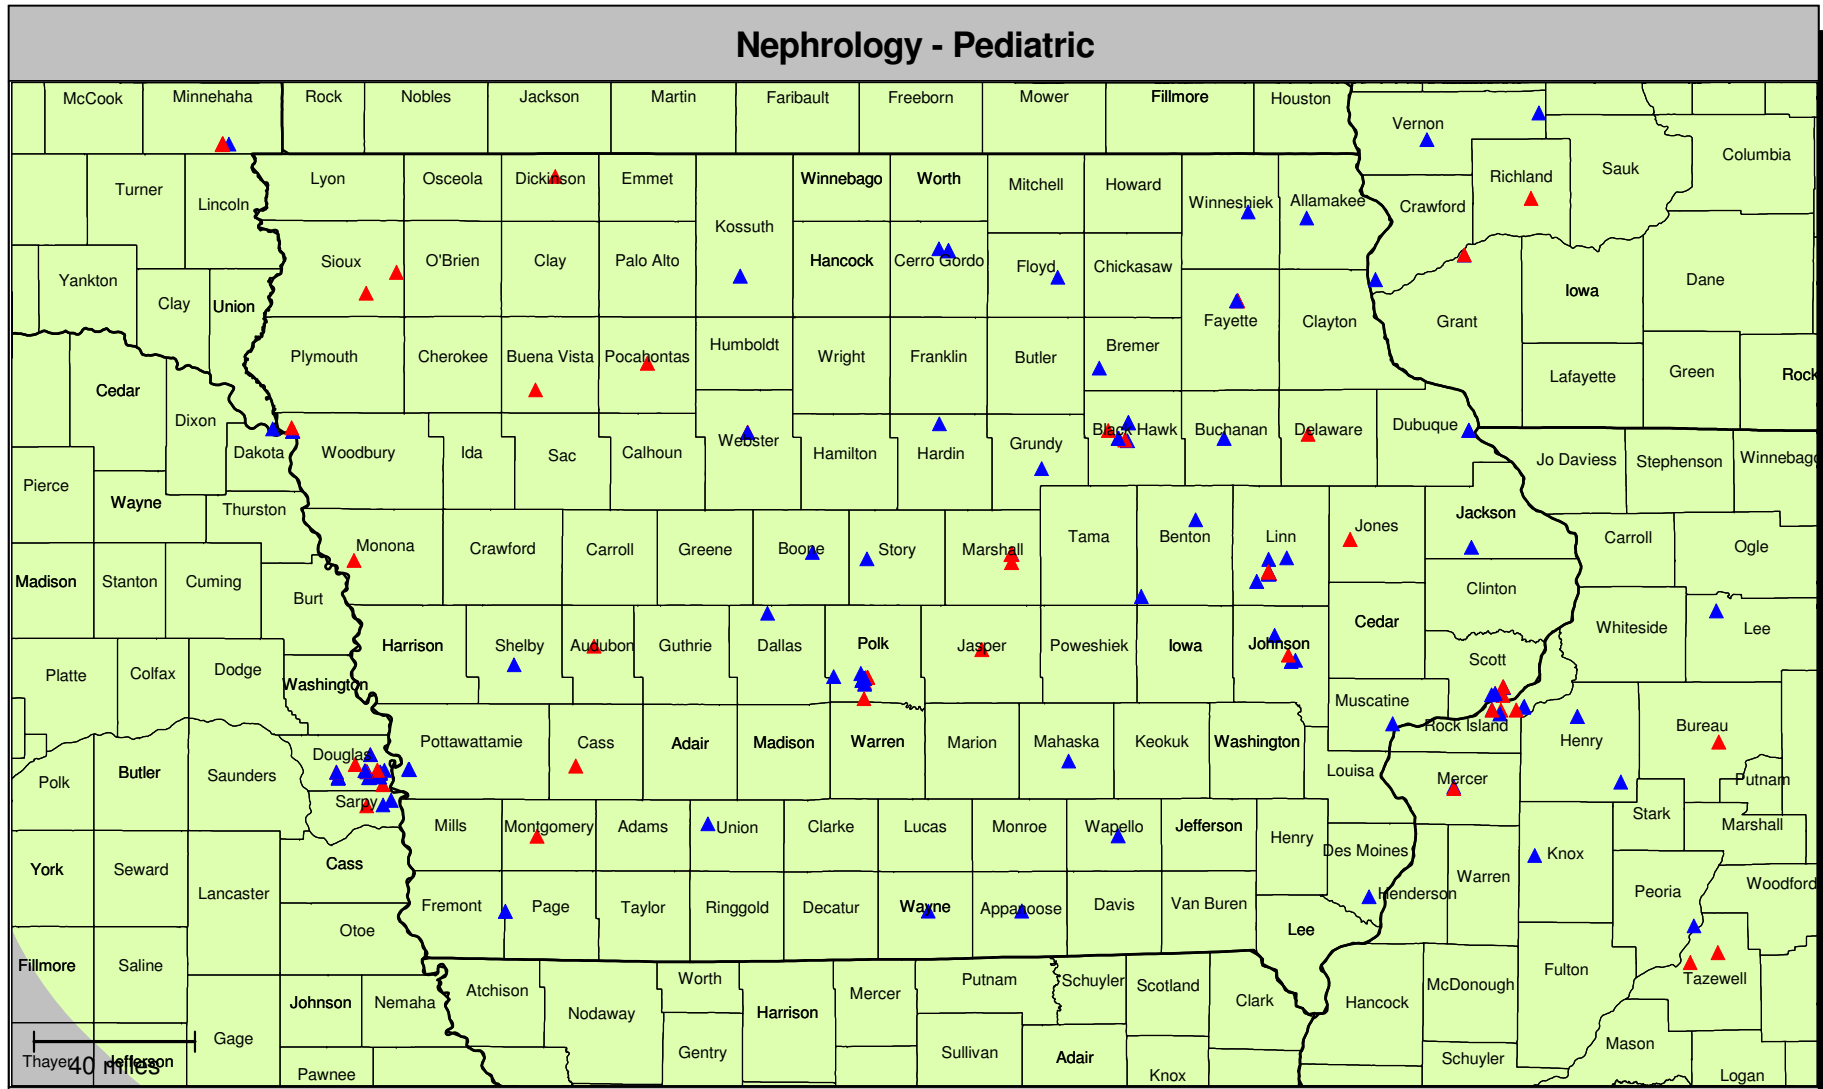 Nephrology - Pediatric
McCook Minnehaha Rock Nobles Jackson Martin Faribault Freeborn Mower Fillmore Houston
Vernon Columbia
Turner Lincoln Lyon Osceola Dickinson Emmet Winnebago Worth Mitchell Howard Winneshiek Allamakee Crawford Richland Sauk
Kossuth
Yankton Clay Union Sioux O'Brien Clay Palo Alto Hancock Cerro Gordo Floyd Chickasaw Iowa Dane
Fayette Clayton Grant
Cedar Plymouth Cherokee Buena Vista Pocahontas Humboldt Wright Franklin Butler Bremer Lafayette Green Rock
Dixon
Dakota Woodbury Ida Sac Calhoun Webster Hamilton Hardin Grundy Black Hawk Buchanan Delaware Dubuque Jo Daviess Stephenson Winnebago
Pierce Wayne Thurston
Monona Crawford Carroll Greene Boone Story Marshall Tama Benton Linn Jones Jackson Carroll Ogle
Madison Stanton Cuming Burt Clinton
Harrison Shelby Audubon Guthrie Dallas Polk Jasper Poweshiek Iowa Johnson Cedar Scott Whiteside Lee
Platte Colfax Dodge Washington
Muscatine Rock Island Henry Bureau
Polk Butler Saunders Douglas Pottawattamie Cass Adair Madison Warren Marion Mahaska Keokuk Washington
Louisa Mercer Putnam
Sarpy
Mills Montgomery Adams Union Clarke Lucas Monroe Wapello Jefferson Henry Des Moines Stark Marshall
York Seward Cass Knox
Lancaster Warren Peoria Woodford
Fremont Page Taylor Ringgold Decatur Wayne Appanoose Davis Van Buren Henderson
Otoe Lee
Fillmore Saline Fulton Tazewell
Johnson Nemaha Atchison Nodaway Worth Harrison Mercer Putnam Schuyler Scotland Clark Hancock McDonough
Gage Gentry Sullivan Adair Schuyler Mason
Thayer Jefferson
40 miles
Pawnee Knox Logan